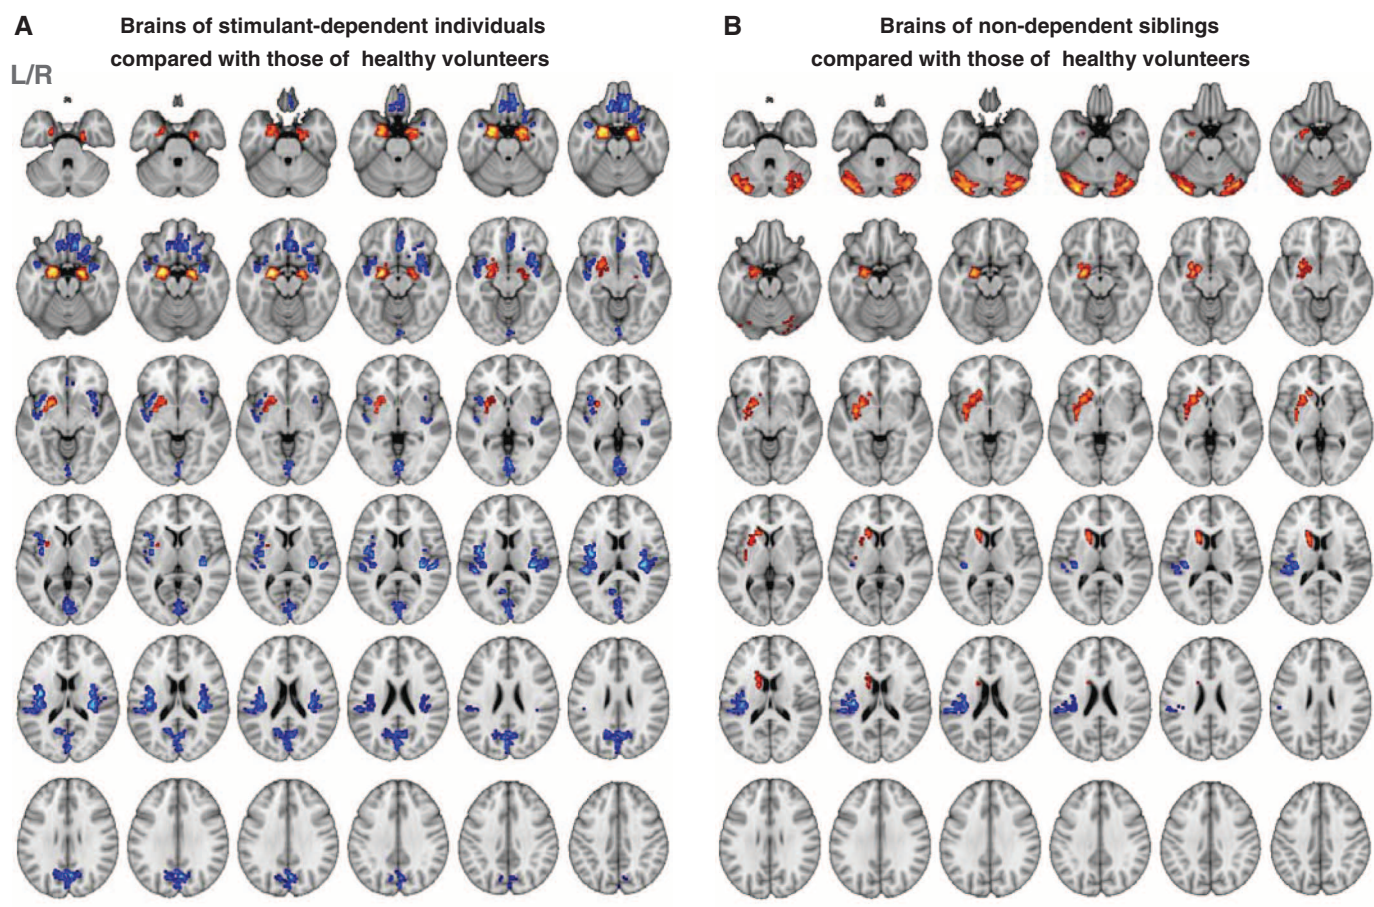 A
Brains of stimulant-dependent individuals
compared with those of healthy volunteers
L/R
B
Brains of non-dependent siblings
compared with those of healthy volunteers